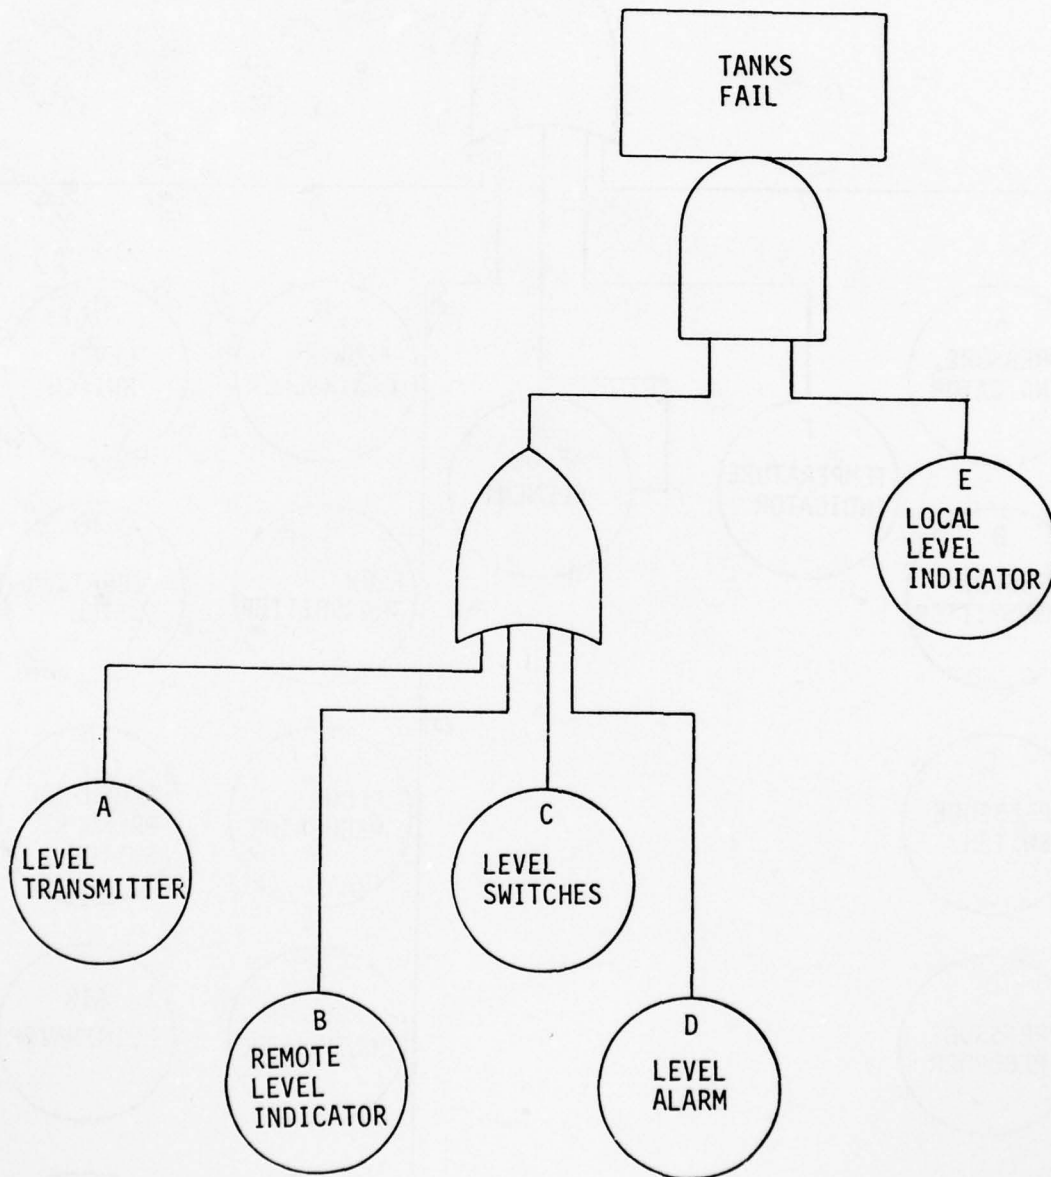 TANKS
FAIL
E
LOCAL
LEVEL
INDICATOR
A
LEVEL
TRANSMITTER
C
LEVEL
SWITCHES
B
REMOTE
LEVEL
INDICATOR
D
LEVEL
ALARM